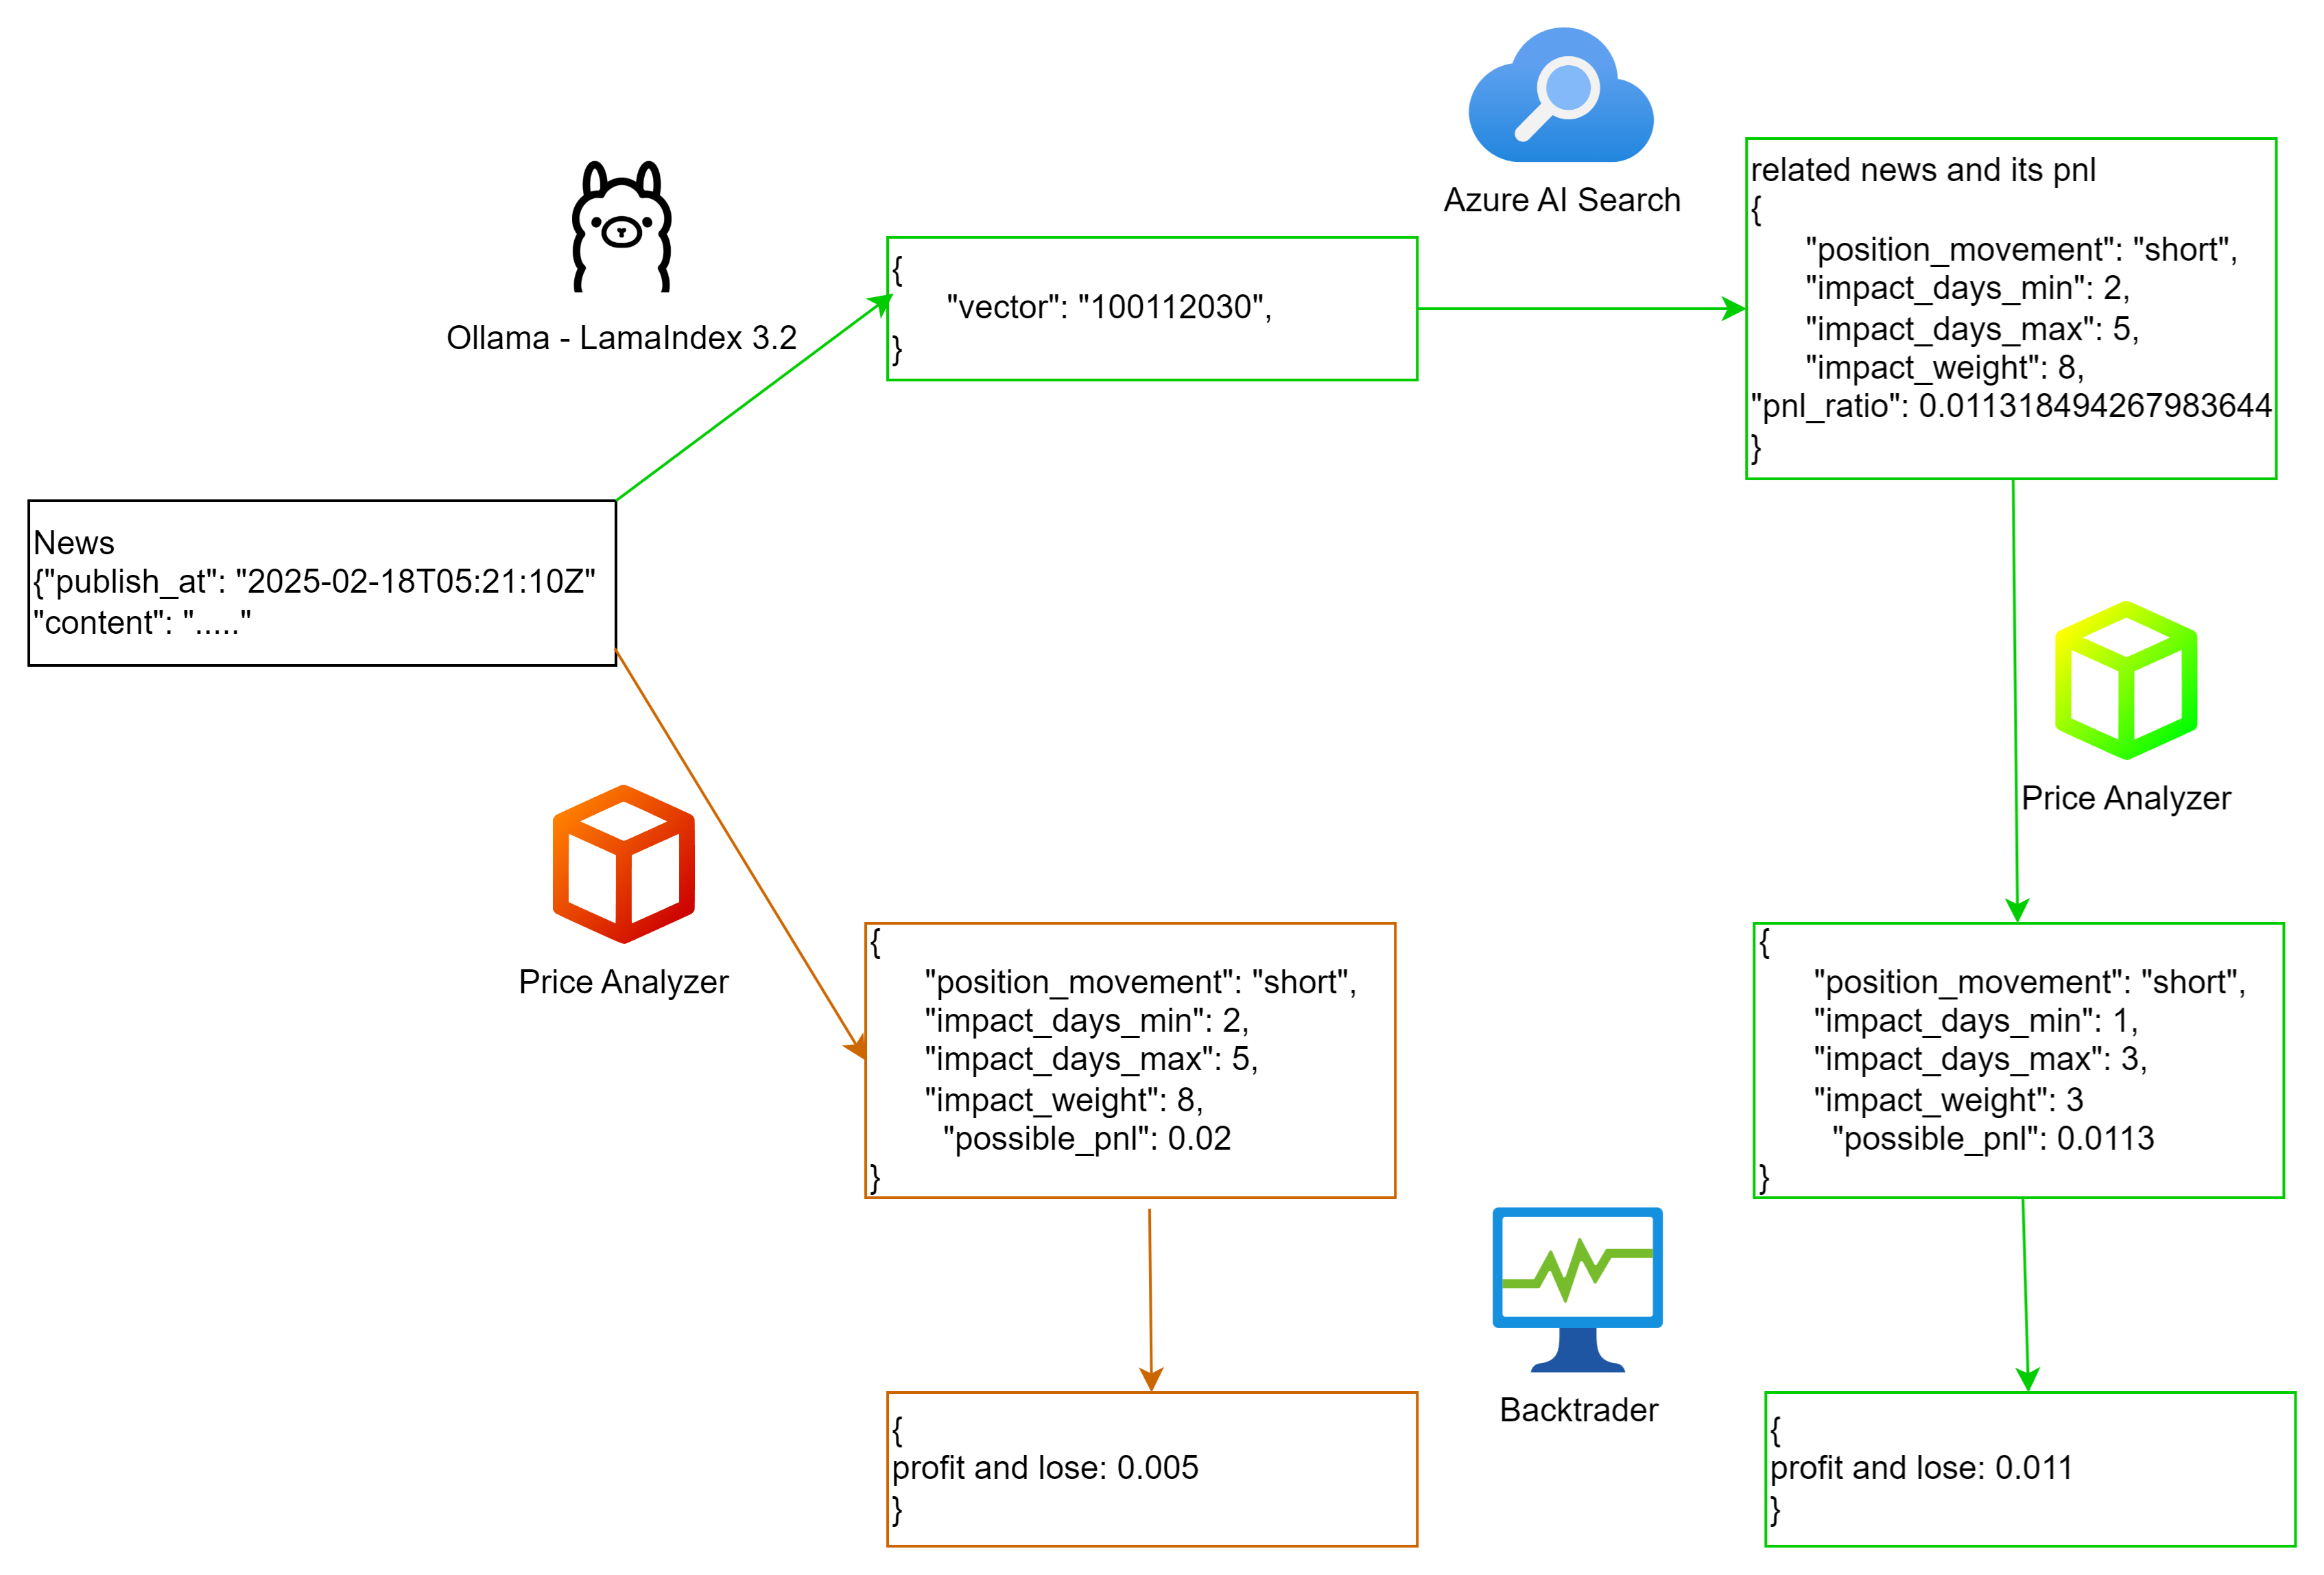 Azure AI Search
Ollama - LamaIndex 3.2
{
"vector": "100112030",
}
related news and its pnl
{
"position_movement": "short",
"impact_days_min": 2,
"impact_days_max": 5,
"impact_weight": 8,
"pnl_ratio": 0.011318494267983644
}
News
{"publish_at": "2025-02-18T05:21:10Z"
"content": "....."
Price Analyzer
Price Analyzer
{
"position_movement": "short",
"impact_days_min": 2,
"impact_days_max": 5,
"impact_weight": 8,
"possible_pnl": 0.02
}
{
"position_movement": "short",
"impact_days_min": 1,
"impact_days_max": 3,
"impact_weight": 3
"possible_pnl": 0.0113
}
Backtrader
{
profit and lose: 0.005
}
{
profit and lose: 0.011
}